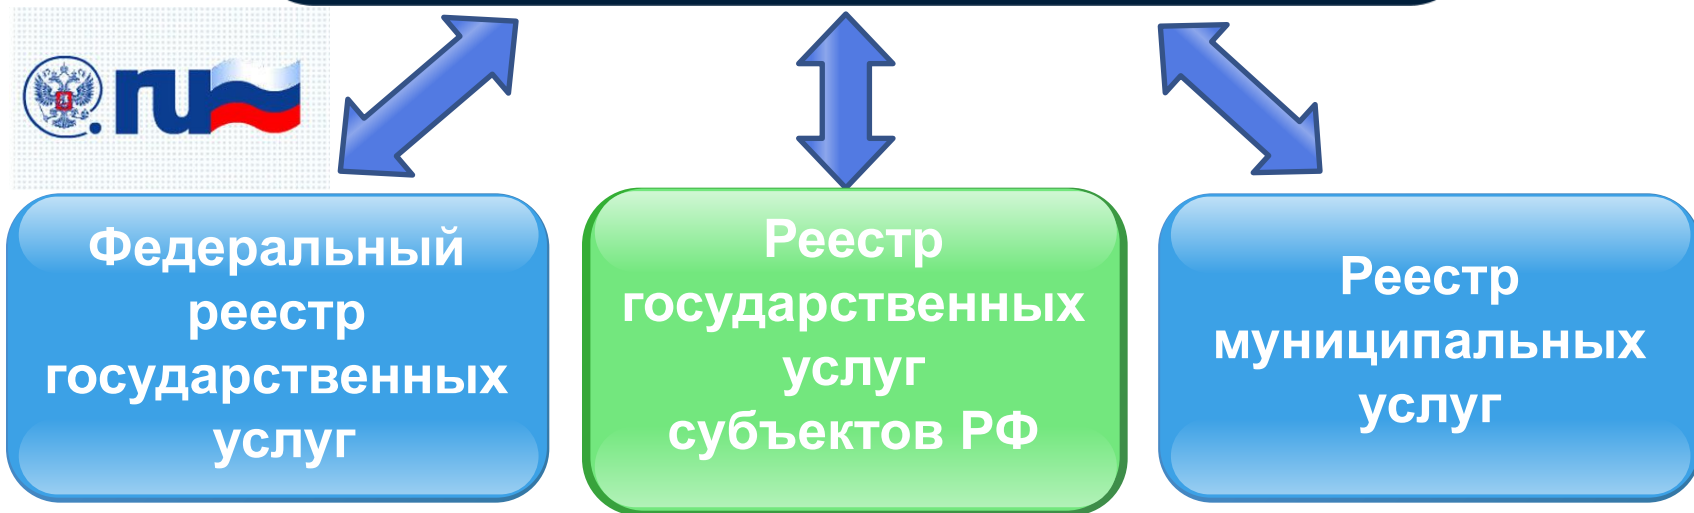 .ru
Федеральный
реестр
государственных
услуг
Реестр
государственных
услуг
субъектов РФ
Реестр
муниципальных
услуг